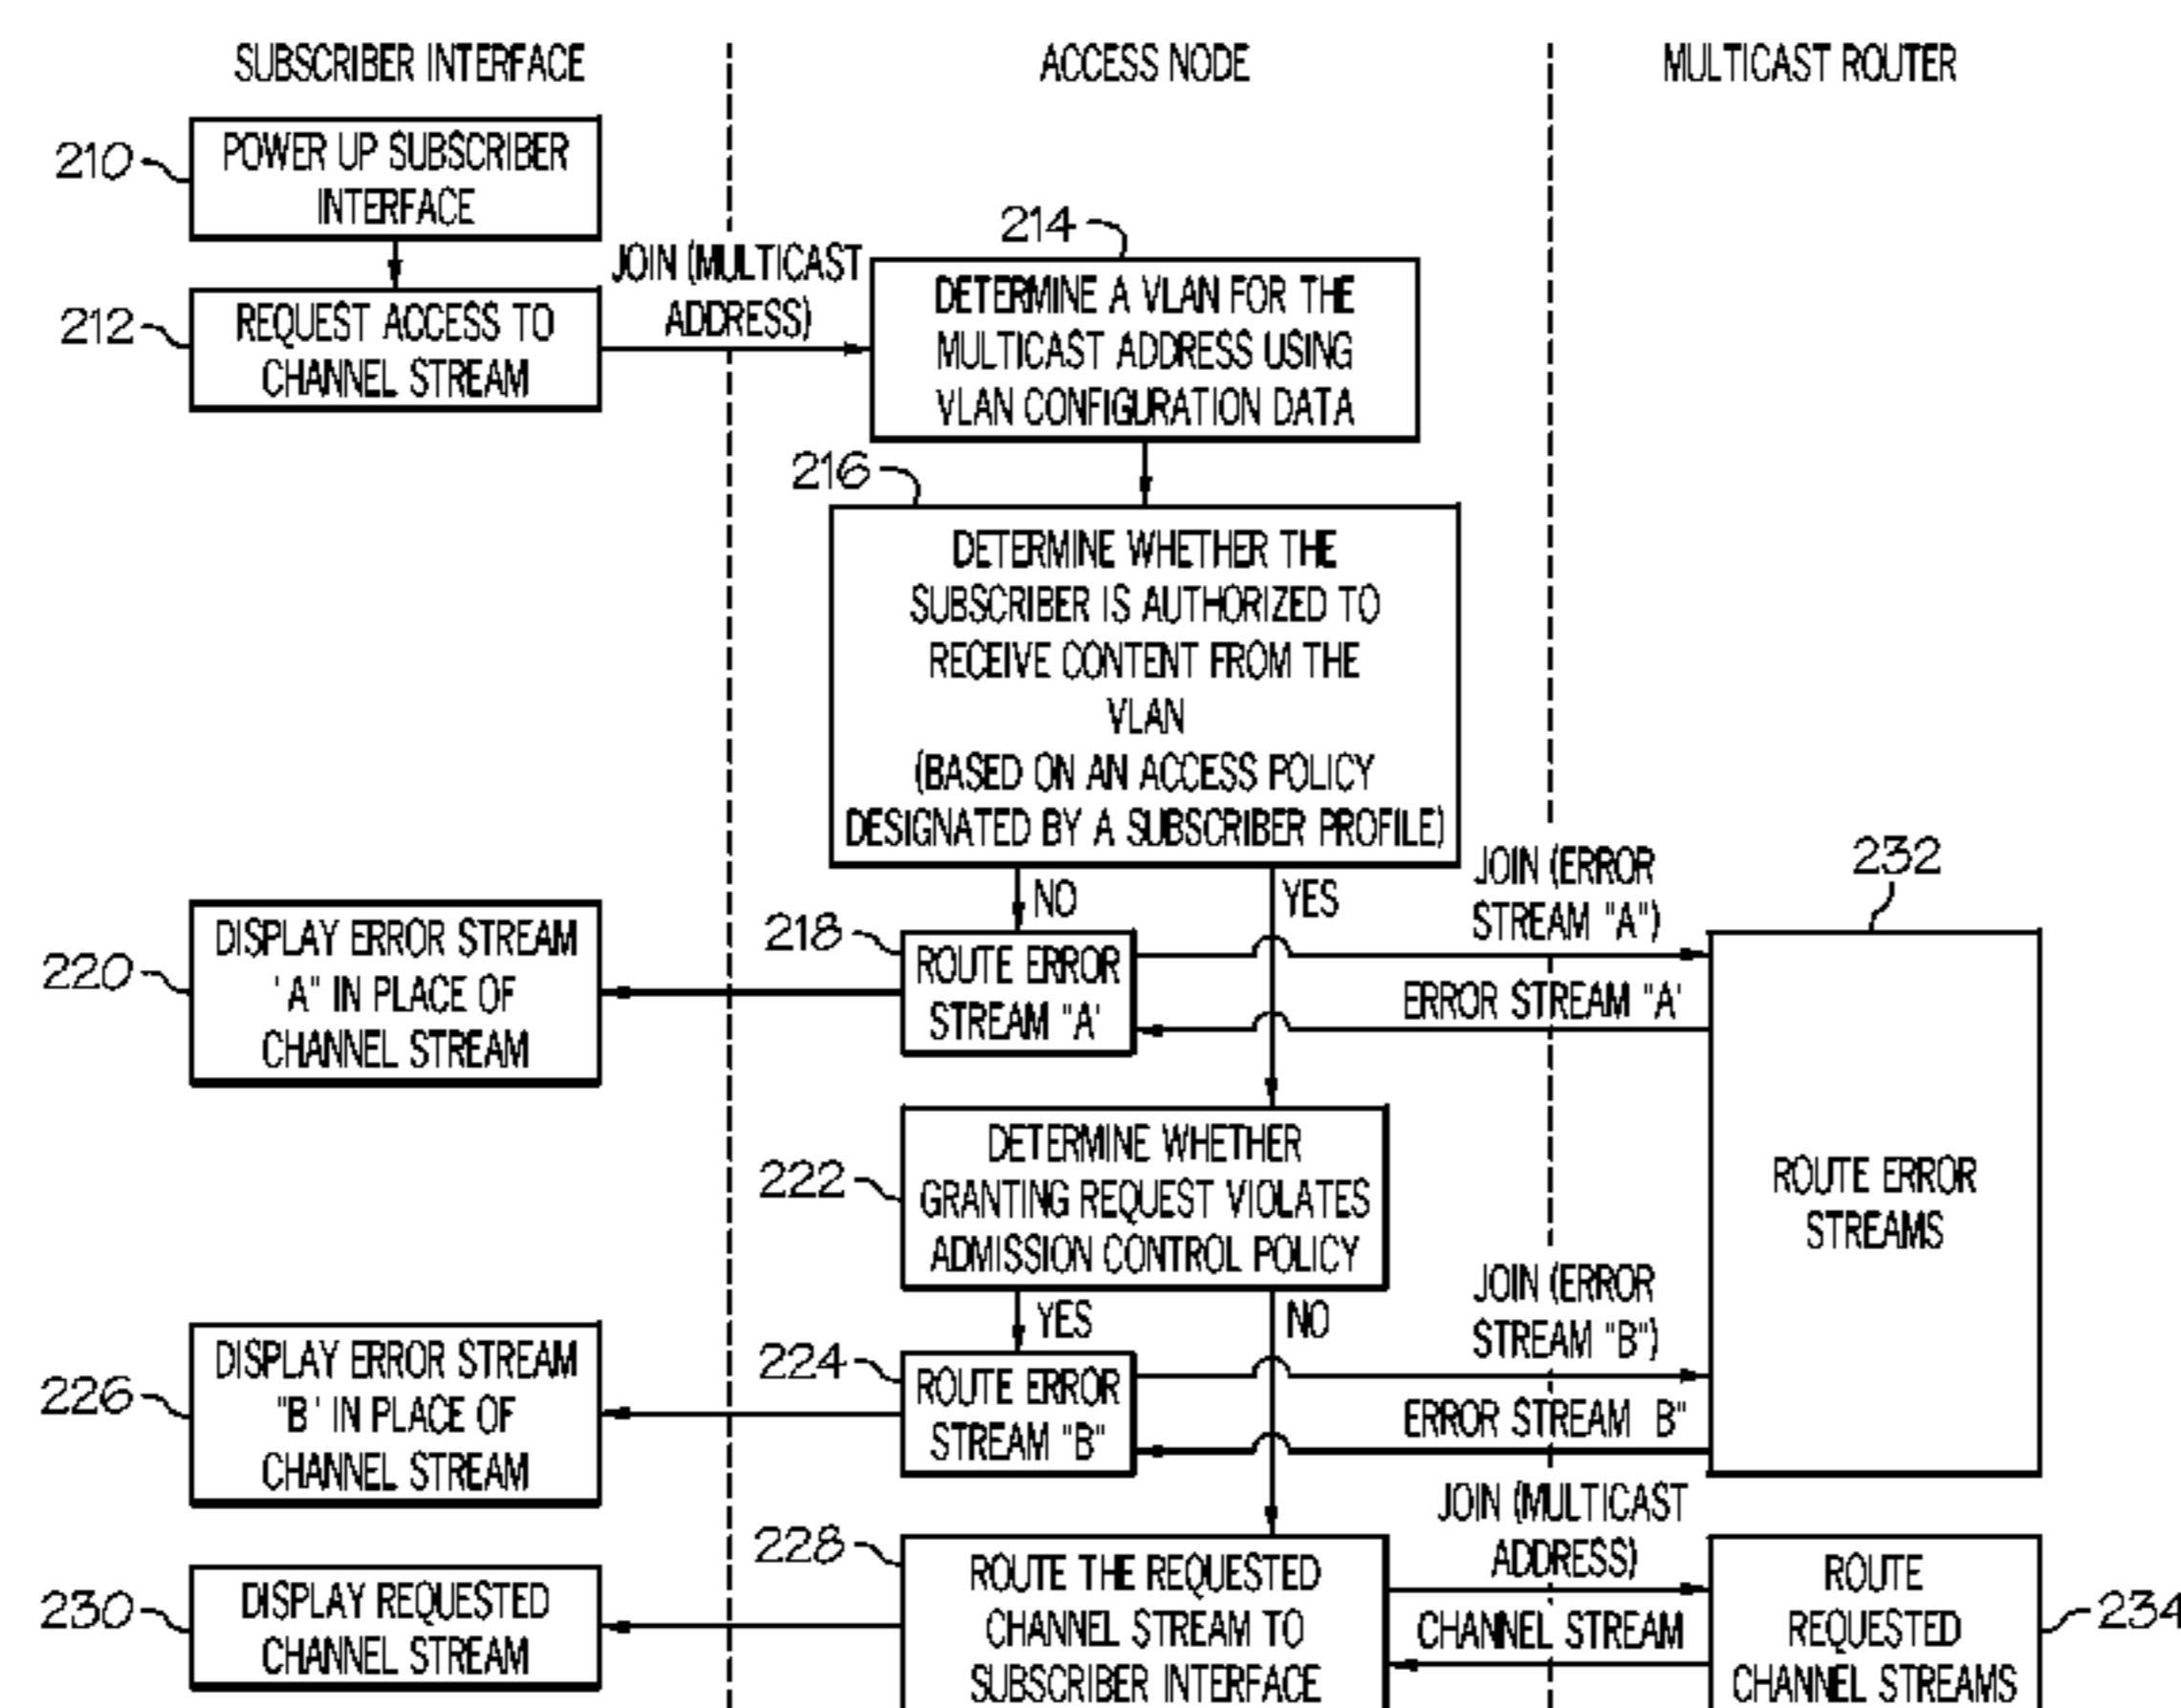 SUBSCRIBER INTERFACE
ACCESS NODE
MULTICAST ROUTER
210
POWER UP SUBSCRIBER
INTERFACE
212
REQUEST ACCESS TO
CHANNEL STREAM
JOIN (MULTICAST
ADDRESS)
214
DETERMINE A VLAN FOR THE
MULTICAST ADDRESS USING
VLAN CONFIGURATION DATA
216
DETERMINE WHETHER THE
SUBSCRIBER IS AUTHORIZED TO
RECEIVE CONTENT FROM THE
VLAN
(BASED ON AN ACCESS POLICY
DESIGNATED BY A SUBSCRIBER PROFILE)
NO
YES
JOIN (ERROR
STREAM "A")
232
218
ROUTE ERROR
STREAM "A'
ERROR STREAM "A'
220
DISPLAY ERROR STREAM
'A" IN PLACE OF
CHANNEL STREAM
222
DETERMINE WHETHER
GRANTING REQUEST VIOLATES
ADMISSION CONTROL POLICY
ROUTE ERROR
STREAMS
YES
NO
JOIN (ERROR
STREAM "B")
224
ROUTE ERROR
STREAM "B"
ERROR STREAM B"
226
DISPLAY ERROR STREAM
"B' IN PLACE OF
CHANNEL STREAM
228
ROUTE THE REQUESTED
CHANNEL STREAM TO
SUBSCRIBER INTERFACE
JOIN (MULTICAST
ADDRESS)
CHANNEL STREAM
230
DISPLAY REQUESTED
CHANNEL STREAM
ROUTE
REQUESTED
CHANNEL STREAMS
234